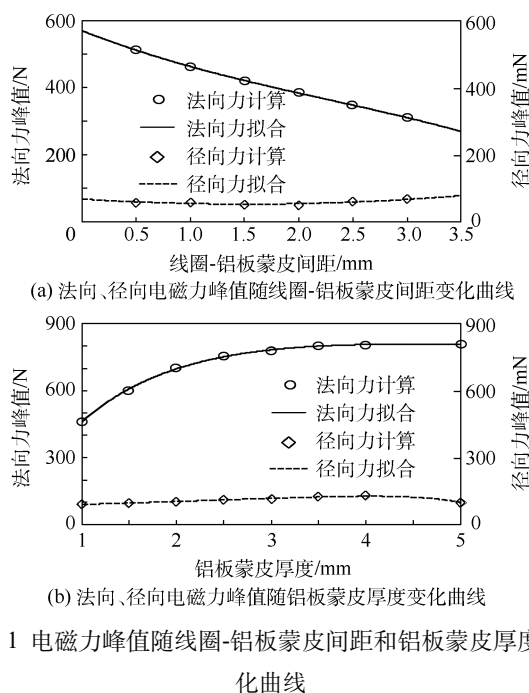 600
400
200
0
法向力峰值/N
法向力计算
法向力拟合
径向力计算
径向力拟合
600
400
200
0
径向力峰值/mN
0 0.5 1.0 1.5 2.0 2.5 3.0 3.5
线圈-铝板蒙皮间距/mm
(a) 法向、径向电磁力峰值随线圈-铝板蒙皮间距变化曲线
900
600
300
0
法向力峰值/N
法向力计算
法向力拟合
径向力计算
径向力拟合
900
600
300
0
径向力峰值/mN
1 2 3 4 5
铝板蒙皮厚度/mm
(b) 法向、径向电磁力峰值随铝板蒙皮厚度变化曲线
1 电磁力峰值随线圈-铝板蒙皮间距和铝板蒙皮厚度
化曲线